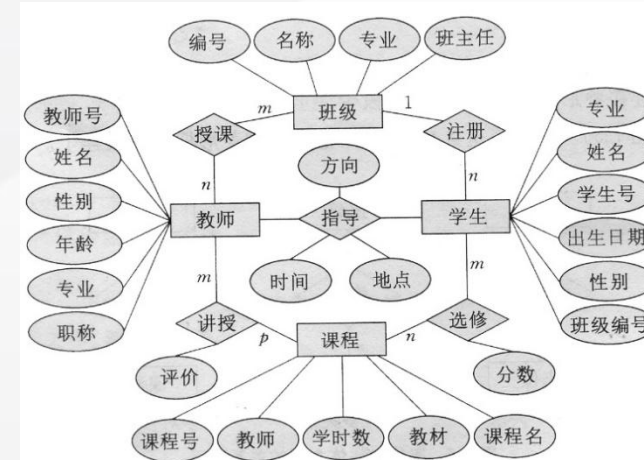 编号 名称 专业 班主任
教师号 m 班级 1 专业
授课 注册
姓名 方向 姓名
n n 学生号
性别 教师 指导 学生
年龄 出生日期
专业 m 时间 地点 m 性别
职称 讲授 p 课程 n 选修 班级编号
评价 分数
课程号 教师 学时数 教材 课程名